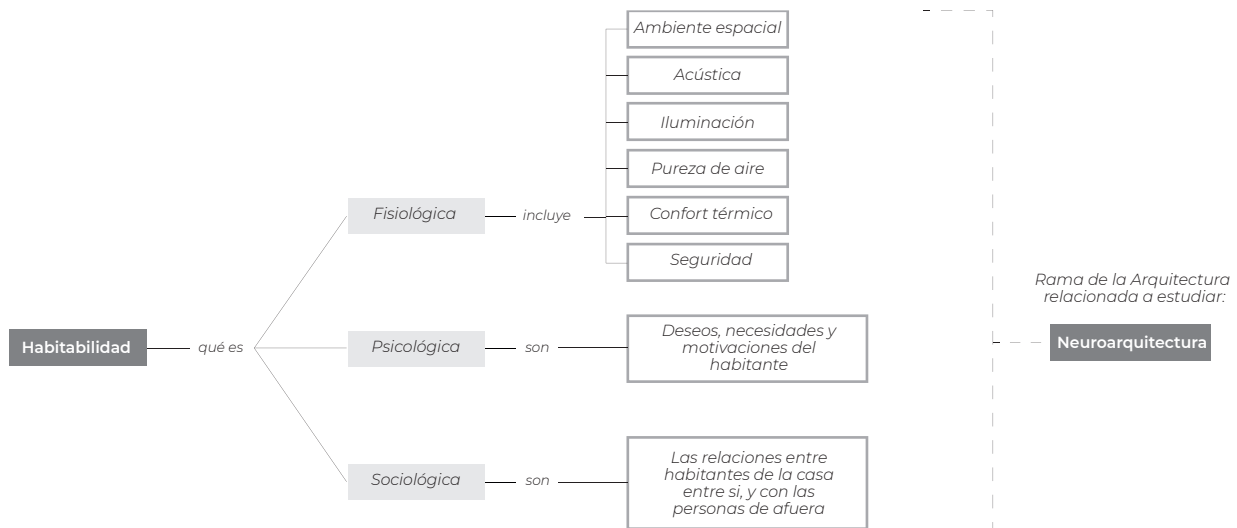 Ambiente espacial
Acústica
Iluminación
Pureza de aire
Confort térmico
Seguridad
Fisiológica
incluye
Habitabilidad
qué es
Psicológica
son
Deseos, necesidades y
motivaciones del
habitante
Sociológica
son
Las relaciones entre
habitantes de la casa
entre si, y con las
personas de afuera
Rama de la Arquitectura
relacionada a estudiar:
Neuroarquitectura